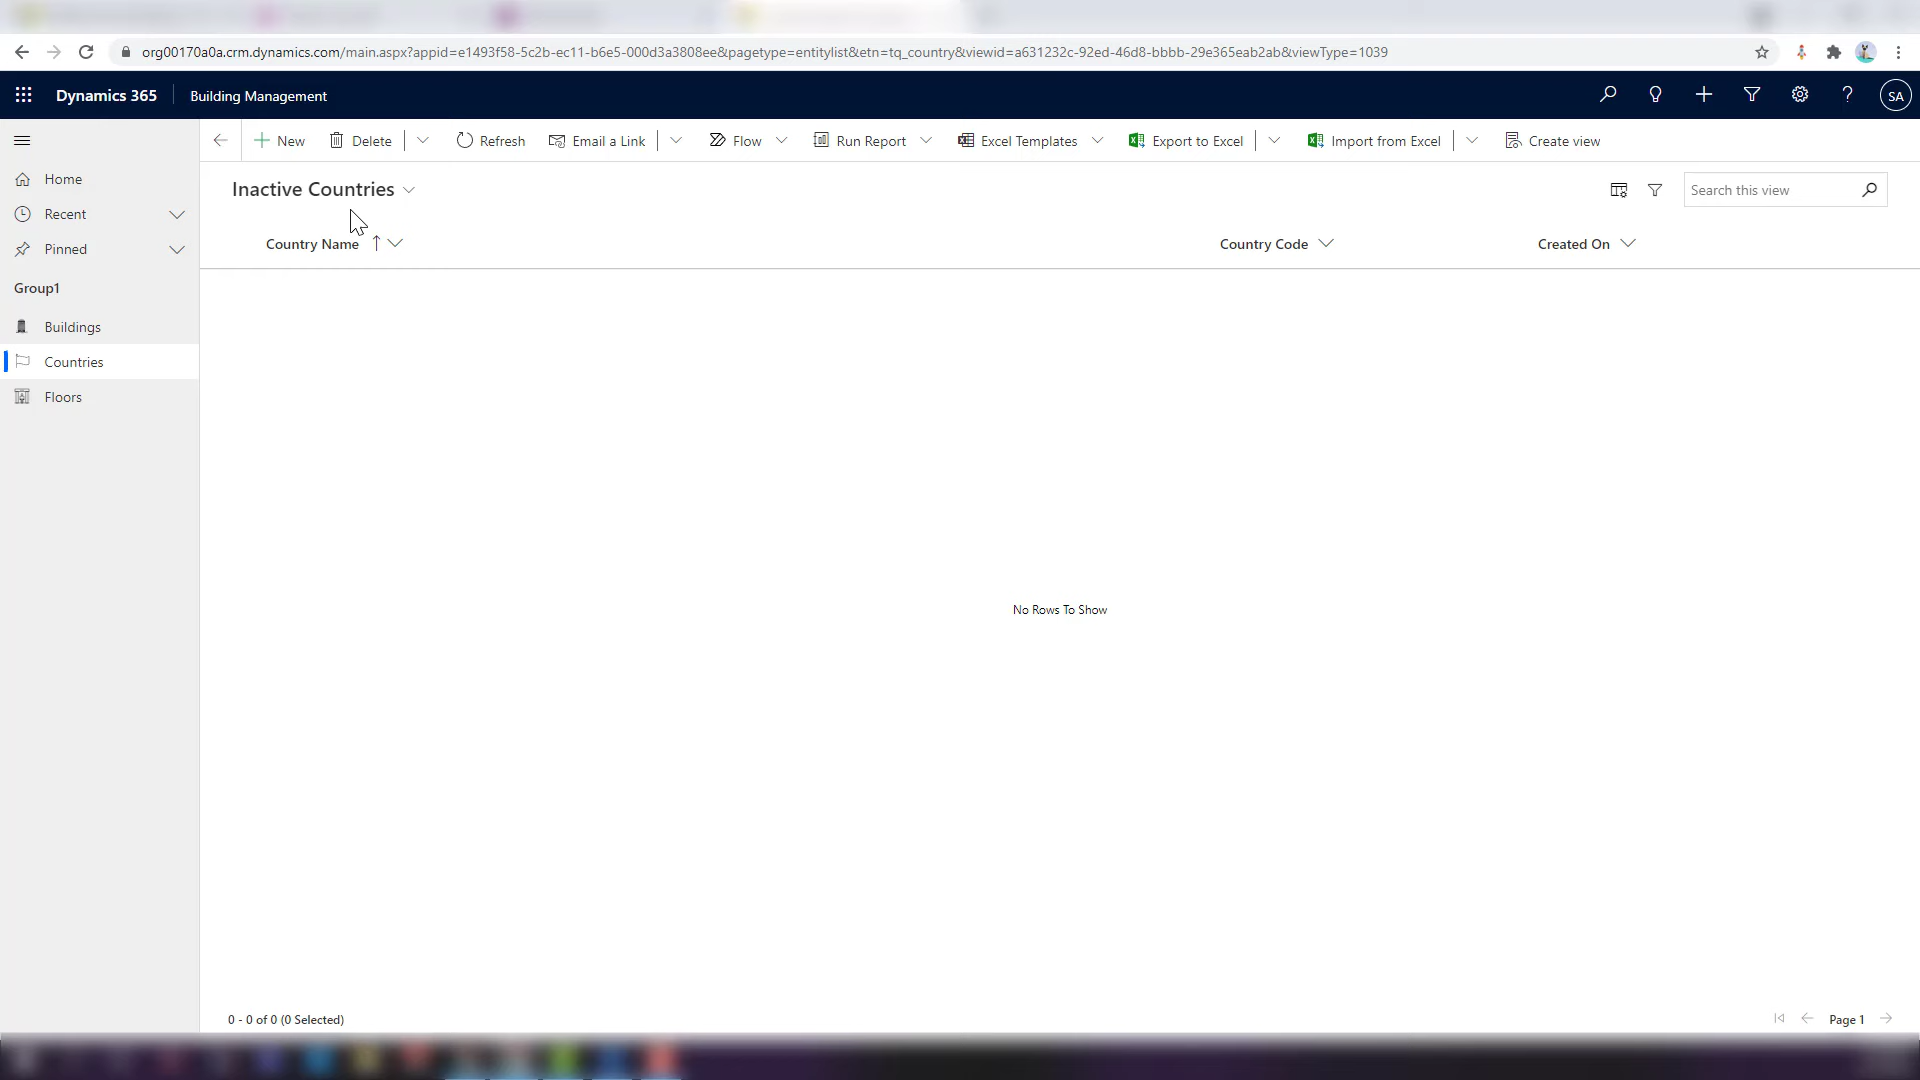 org00170a0a.crm.dynamics.com/main.aspx?appid=e1493f58-5c2b-ec11-b6e5-000d3a3808ee&pagetype=entitylist&etn=tq_country&viewid=a631232c-92ed-46d8-bbbb-29e365eab2ab&viewType=1039
Dynamics 365 Building Management ? SA
New Delete Refresh Email a Link Flow Run Report Excel Templates Export to Excel Import from Excel Create view
Home
Recent
Pinned
Group1
Buildings
Countries
Floors
Inactive Countries
Search this view
Country Name Country Code Created On
No Rows To Show
0 - 0 of 0 (0 Selected)
Page 1